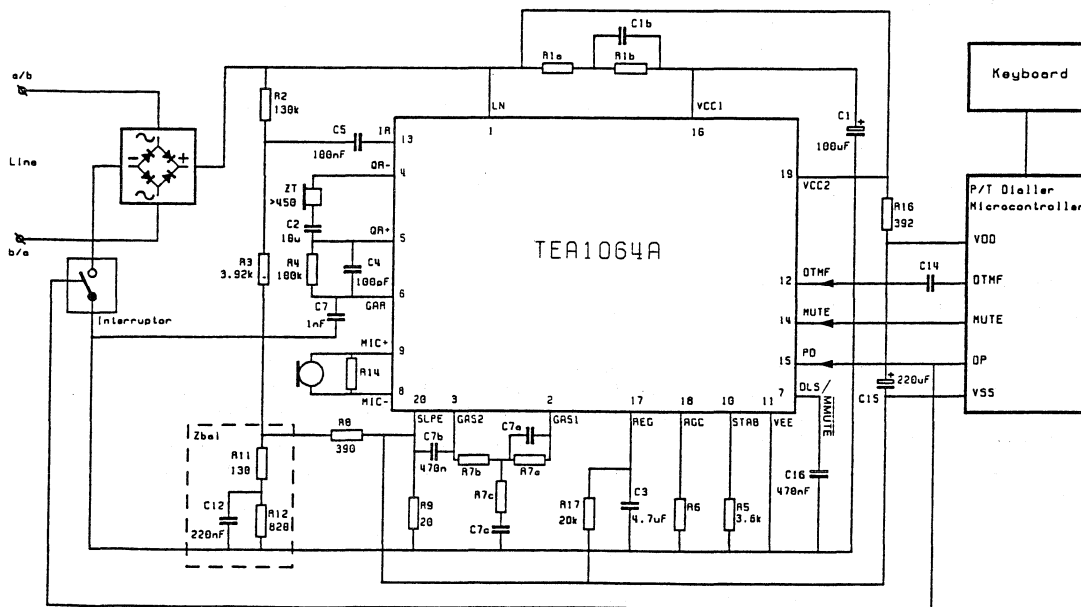 C1b
R1a
R1b
a/b
Keyboard
R2
130k
LN
VCC1
C1
100uF
+
C5
100nF
IR
13
1
16
QR-
4
Line
-
+
19
VCC2
P/T Dialler
Microcontroller
ZT
>450
R16
392
C2
10u
QR+
5
TEA1064A
VDD
b/a
R3
3.92k
R4
100k
C4
100pF
C14
12
DTMF
DTMF
6
GAR
C7
1nF
14
MUTE
MUTE
Interruptor
MIC+
9
15
PD
DP
R14
+
220uF
C15
7
DLS/
MMUTE
VSS
8
MIC-
20
3
2
17
18
10
11
SLPE
GAS2
GAS1
REG
AGC
STAB
VEE
Zbal
R8
390
C7b
470n
C7a
R7b
R7a
R11
130
C16
470nF
R7c
C12
220nF
R12
820
R9
20
R17
20k
C3
4.7uF
R6
R5
3.6k
C7c